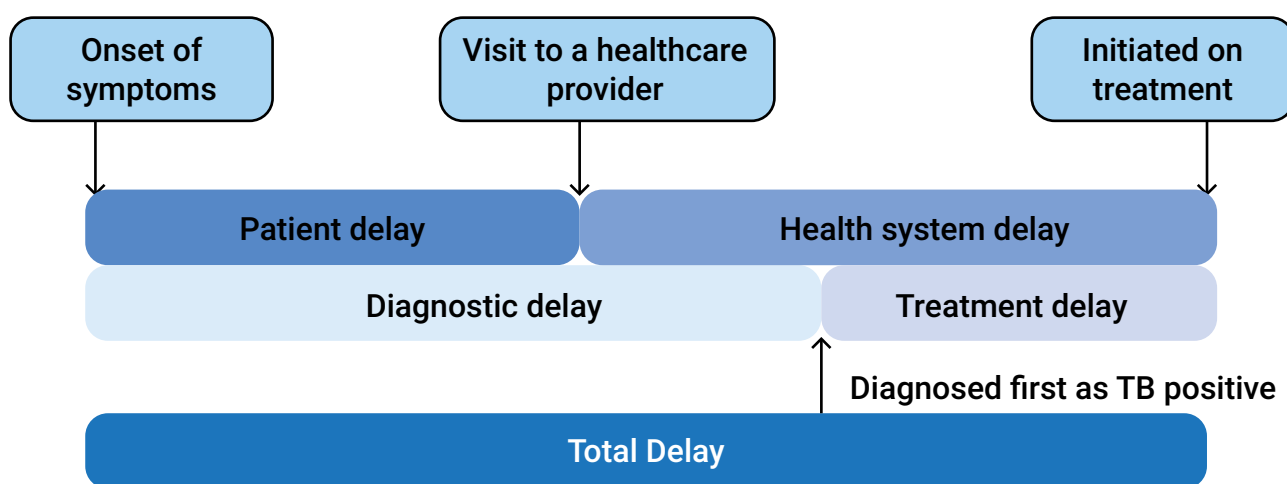 Onset of
symptoms
Visit to a healthcare
provider
Initiated on
treatment
Patient delay
Health system delay
Diagnostic delay
Treatment delay
Diagnosed first as TB positive
Total Delay